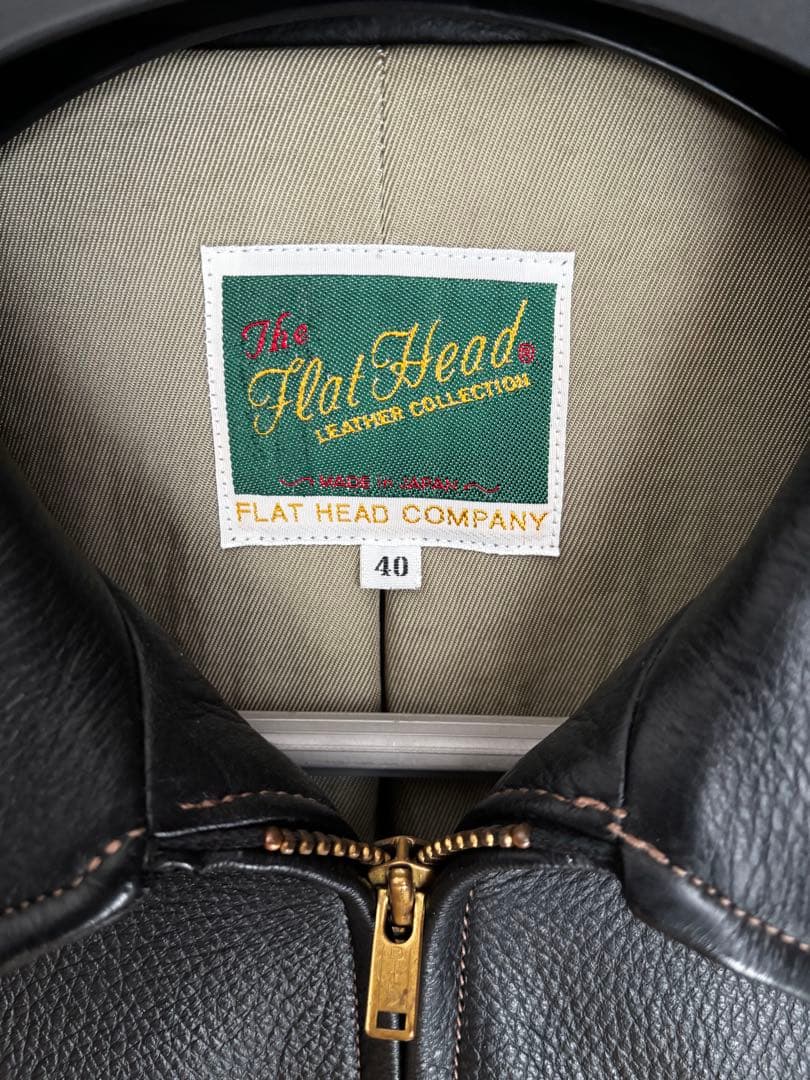 The
Flat Head®
LEATHER COLLECTION
MADE in JAPAN
FLAT HEAD COMPANY
40